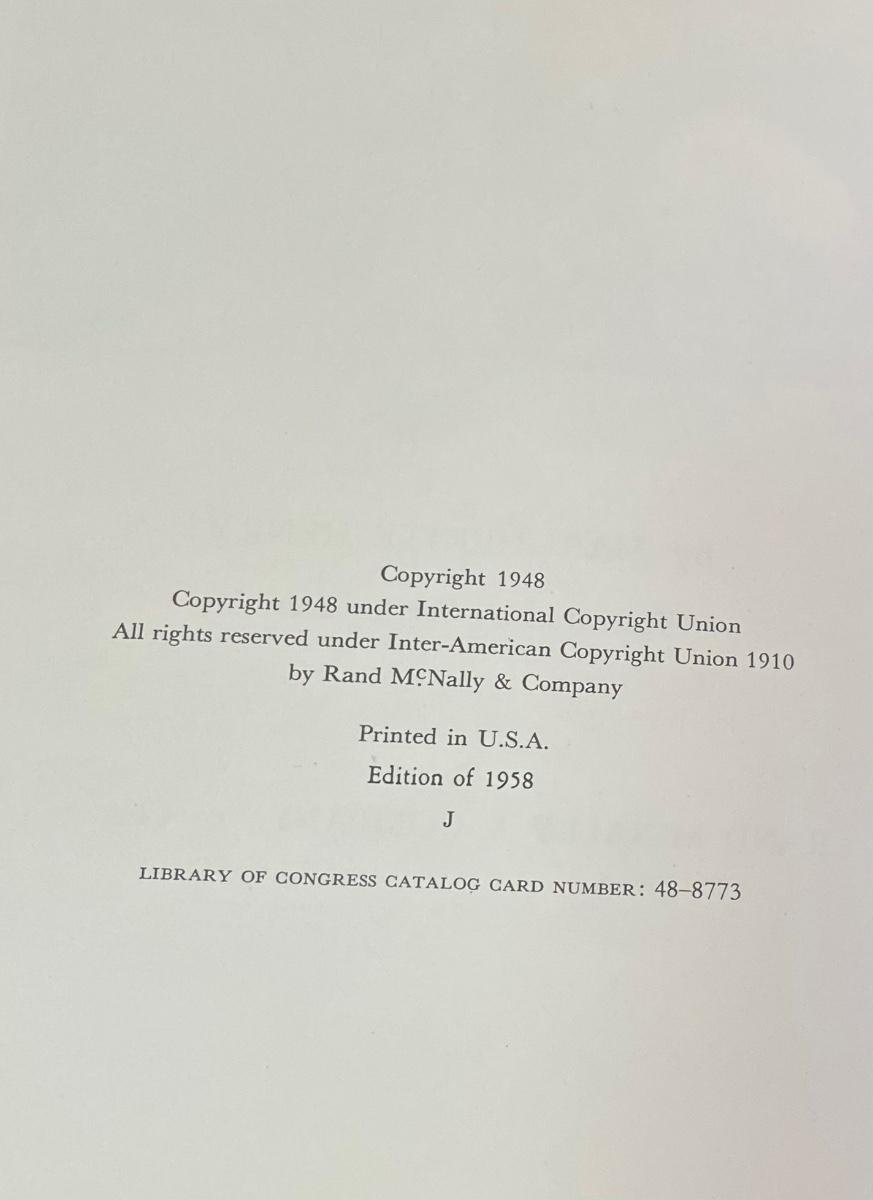 Copyright 1948
Copyright 1948 under International Copyright Union
All rights reserved under Inter-American Copyright Union 1910
by Rand McNally & Company
Printed in U.S.A.
Edition of 1958
J
LIBRARY OF CONGRESS CATALOG CARD NUMBER: 48–8773